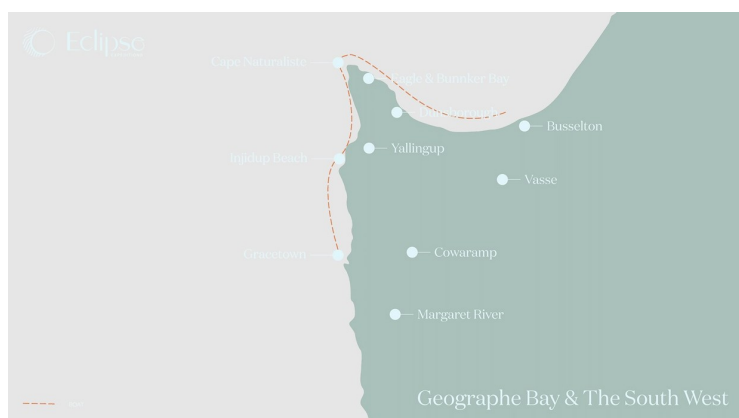 Eclipse
Cape Naturaliste
Eagle & Bunoker Bay
Dunsborough
Busselton
Injidup Beach
Yallingup
Vasse
Gracetown
Cowaramp
Margaret River
Geographe Bay & The South West